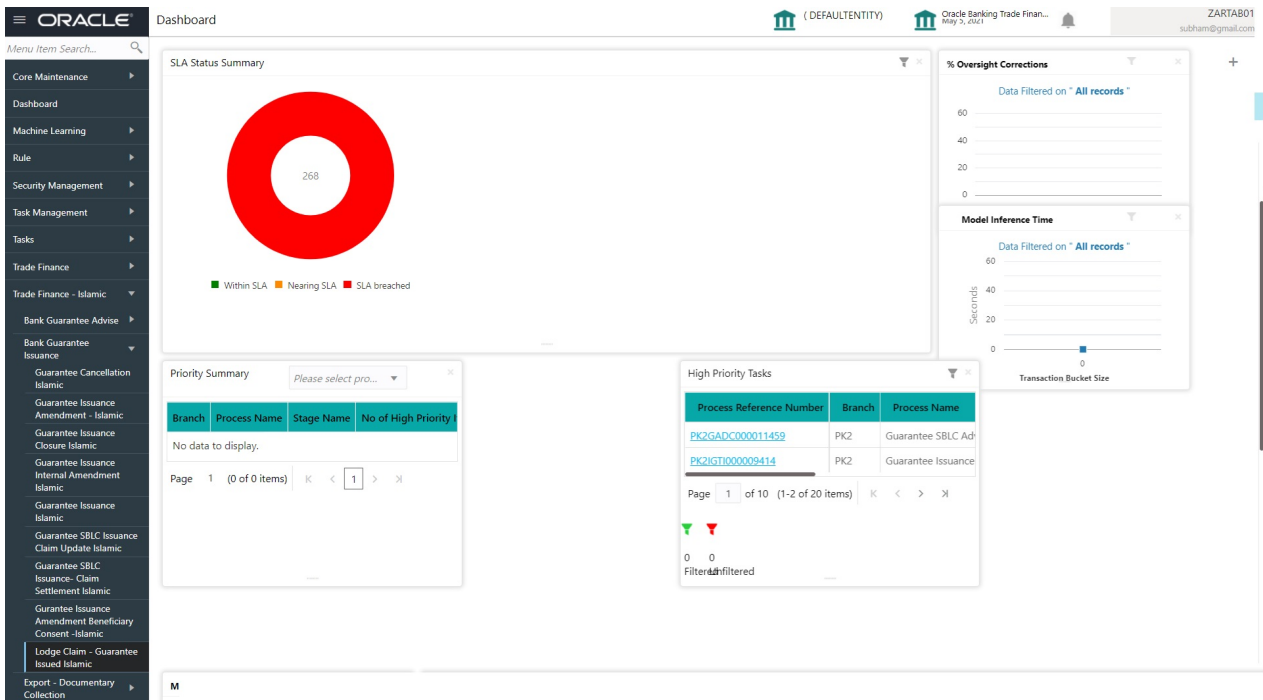 ORACLE
Dashboard
( DEFAULTENTITY)
Oracle Banking Trade Finan...
May 5, 2021
ZARTAB01
subham@gmail.com
Menu Item Search...
Core Maintenance
Dashboard
Machine Learning
Rule
Security Management
Task Management
Tasks
Trade Finance
Trade Finance - Islamic
Bank Guarantee Advise
Bank Guarantee
Issuance
Guarantee Cancellation
Islamic
Guarantee Issuance
Amendment - Islamic
Guarantee Issuance
Closure Islamic
Guarantee Issuance
Internal Amendment
Islamic
Guarantee Issuance
Islamic
Guarantee SBLC Issuance
Claim Update Islamic
Guarantee SBLC
Issuance- Claim
Settlement Islamic
Gurantee Issuance
Amendment Beneficiary
Consent -Islamic
Lodge Claim - Guarantee
Issued Islamic
Export - Documentary
Collection
SLA Status Summary
268
Within SLA Nearing SLA SLA breached
% Oversight Corrections
Data Filtered on " All records "
60
40
20
0
Model Inference Time
Data Filtered on " All records "
60
40
20
0
Seconds
0
Transaction Bucket Size
Priority Summary
Please select pro...
Branch Process Name Stage Name No of High Priority I
No data to display.
Page 1 (0 of 0 items) 1
High Priority Tasks
Process Reference Number Branch Process Name
PK2GADC000011459 PK2 Guarantee SBLC Adv
PK2IGTI000009414 PK2 Guarantee Issuance
Page 1 of 10 (1-2 of 20 items)
0 0
Filtered Unfiltered
M